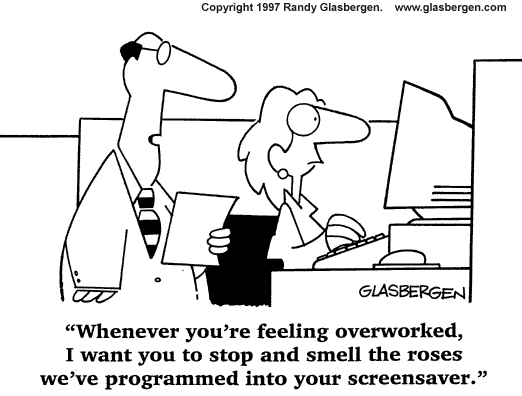 Copyright 1997 Randy Glasbergen.   www.glasbergen.com
GLASBERGEN
“Whenever you’re feeling overworked,
I want you to stop and smell the roses
we’ve programmed into your screensaver.”